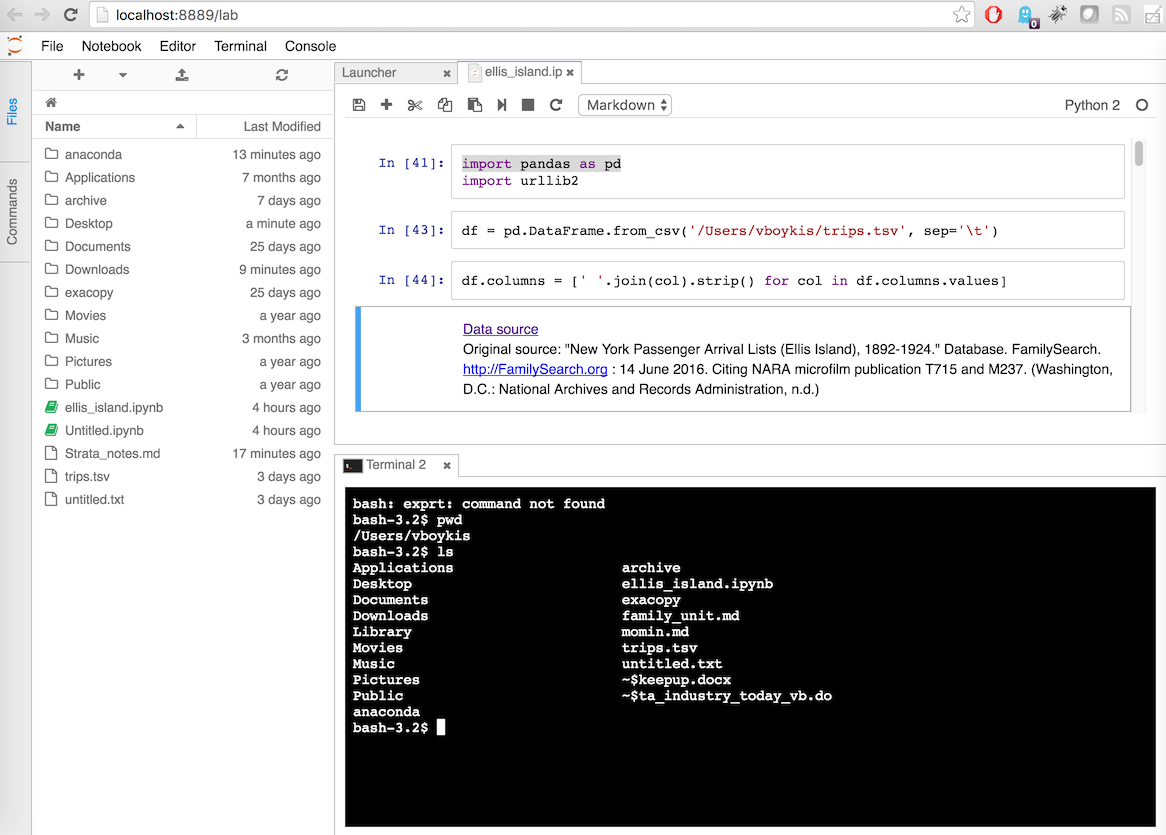 localhost:8889/lab
0
File Notebook Editor Terminal Console
Files
Commands
Name Last Modified
anaconda 13 minutes ago
Applications 7 months ago
archive 7 days ago
Desktop a minute ago
Documents 25 days ago
Downloads 9 minutes ago
exacopy 25 days ago
Movies a year ago
Music 3 months ago
Pictures a year ago
Public a year ago
ellis_island.ipynb 4 hours ago
Untitled.ipynb 4 hours ago
Strata_notes.md 17 minutes ago
trips.tsv 3 days ago
untitled.txt 3 days ago
Launcher × ellis_island.ip ×
Markdown Python 2
In [41]: import pandas as pd
import urllib2
In [43]: df = pd.DataFrame.from_csv('/Users/vboykis/trips.tsv', sep='\t')
In [44]: df.columns = [' '.join(col).strip() for col in df.columns.values]
Data source
Original source: "New York Passenger Arrival Lists (Ellis Island), 1892-1924." Database. FamilySearch.
http://FamilySearch.org : 14 June 2016. Citing NARA microfilm publication T715 and M237. (Washington,
D.C.: National Archives and Records Administration, n.d.)
Terminal 2 ×
bash: exprt: command not found
bash-3.2$ pwd
/Users/vboykis
bash-3.2$ ls
Applications archive
Desktop ellis_island.ipynb
Documents exacopy
Downloads family_unit.md
Library momin.md
Movies trips.tsv
Music untitled.txt
Pictures ~$keepup.docx
Public ~$ta_industry_today_vb.do
anaconda
bash-3.2$